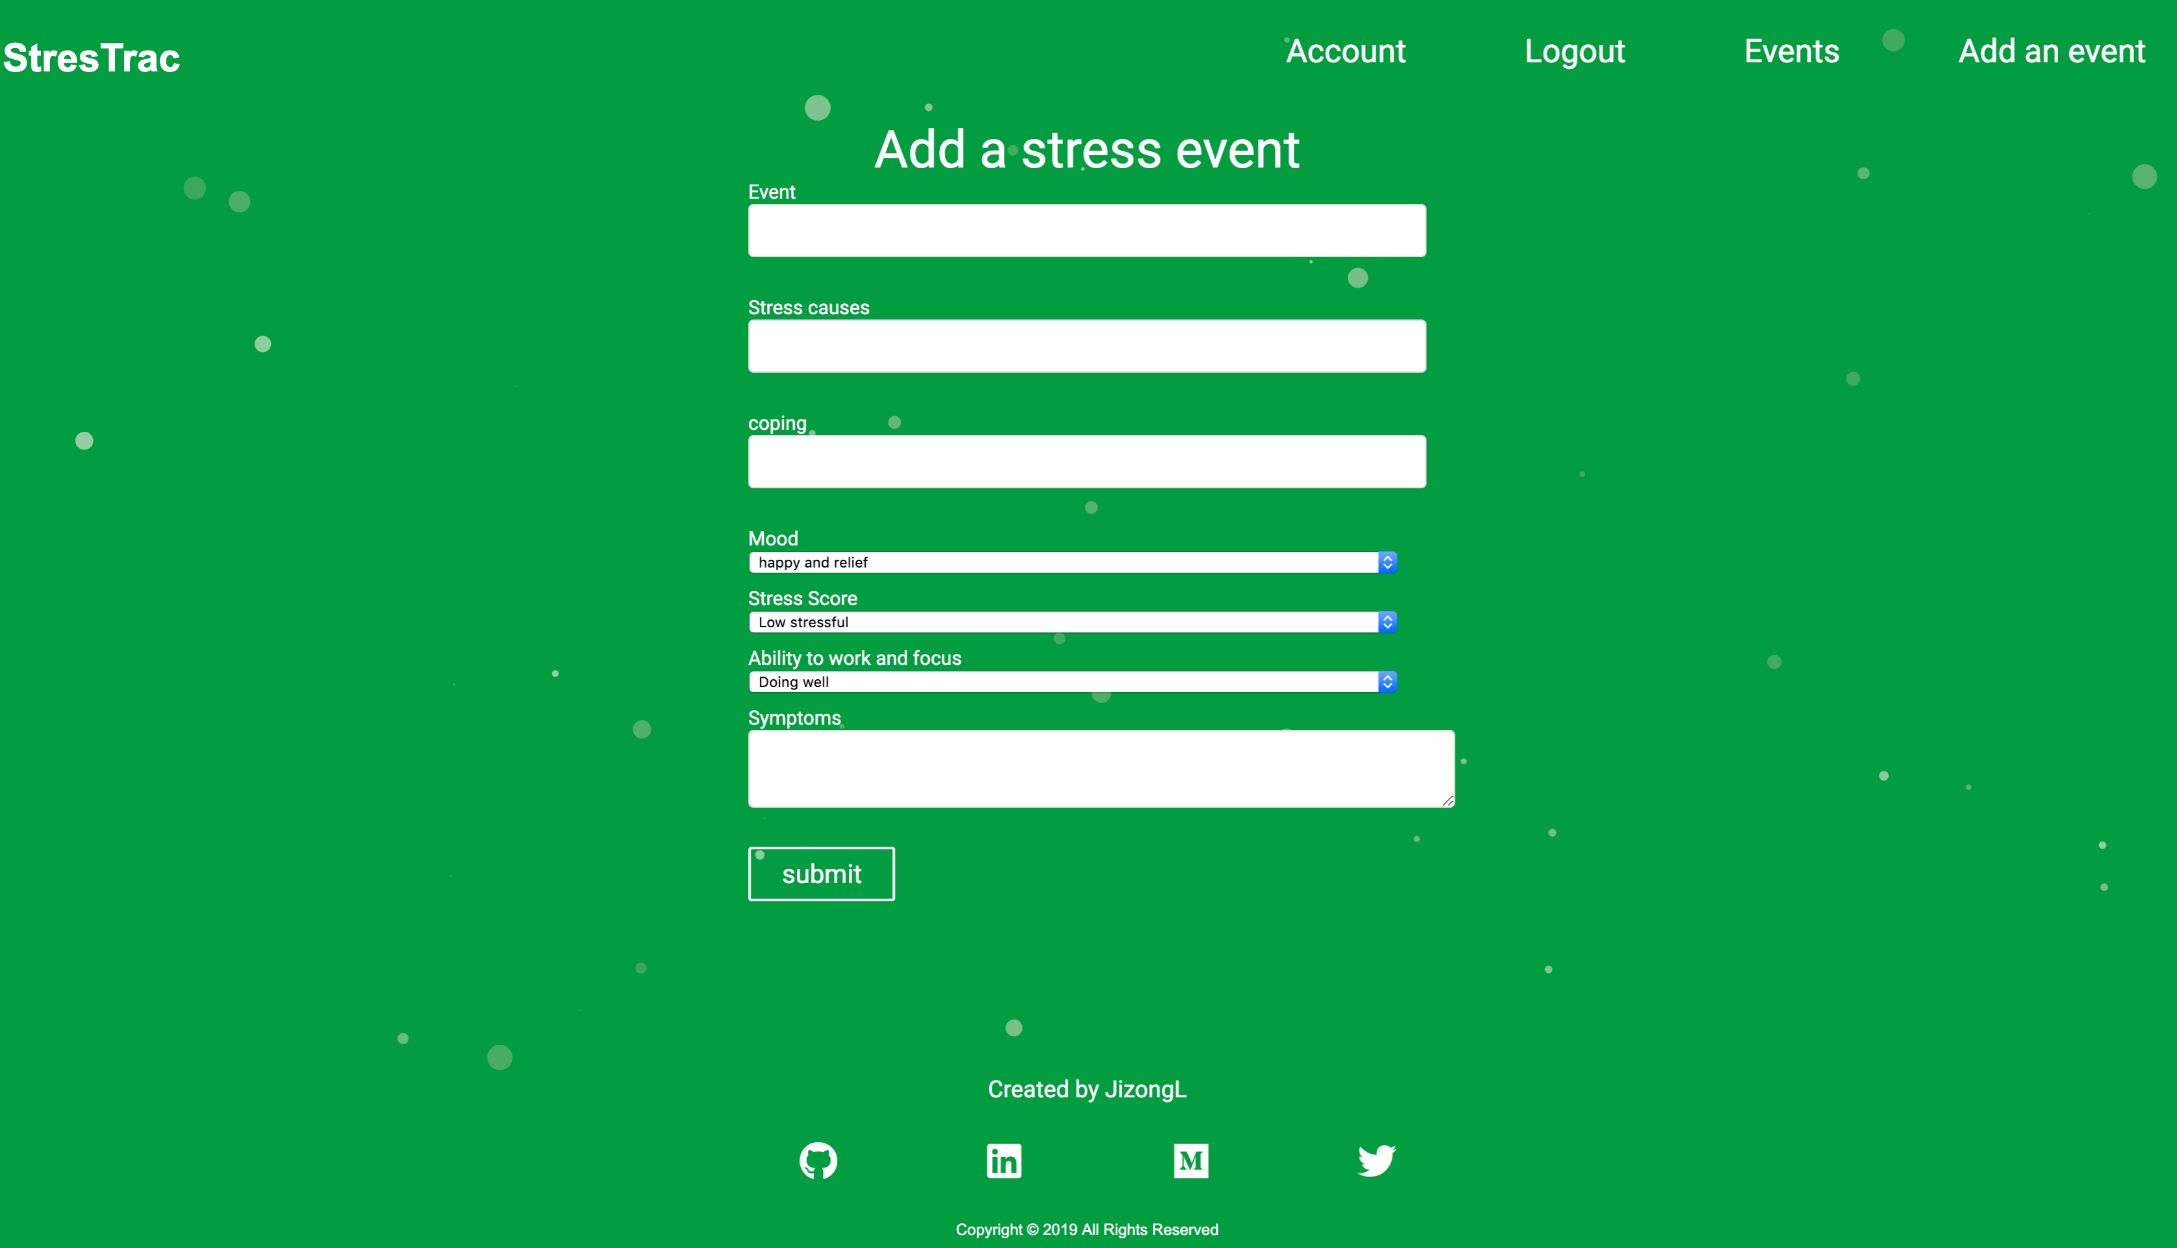 StresTrac
Account Logout Events Add an event
Add a stress event
Event
Stress causes
coping
Mood
happy and relief
Stress Score
Low stressful
Ability to work and focus
Doing well
Symptoms
submit
Created by JizongL
Copyright © 2019 All Rights Reserved